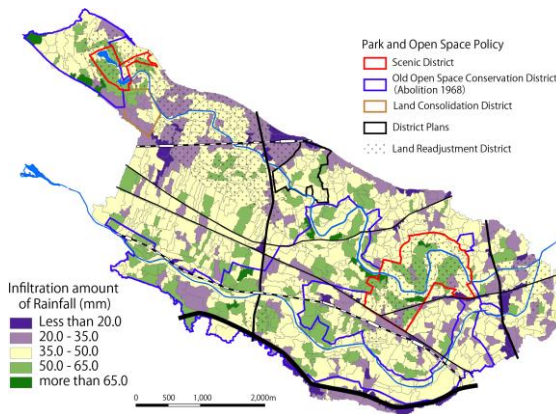 Park and Open Space Policy
Scenic District
Old Open Space Conservation District
(Abolition 1968)
Land Consolidation District
District Plans
Land Readjustment District
Infiltration amount
of Rainfall (mm)
Less than 20.0
20.0 - 35.0
35.0 - 50.0
50.0 - 65.0
more than 65.0
0 500 1,000 2,000m